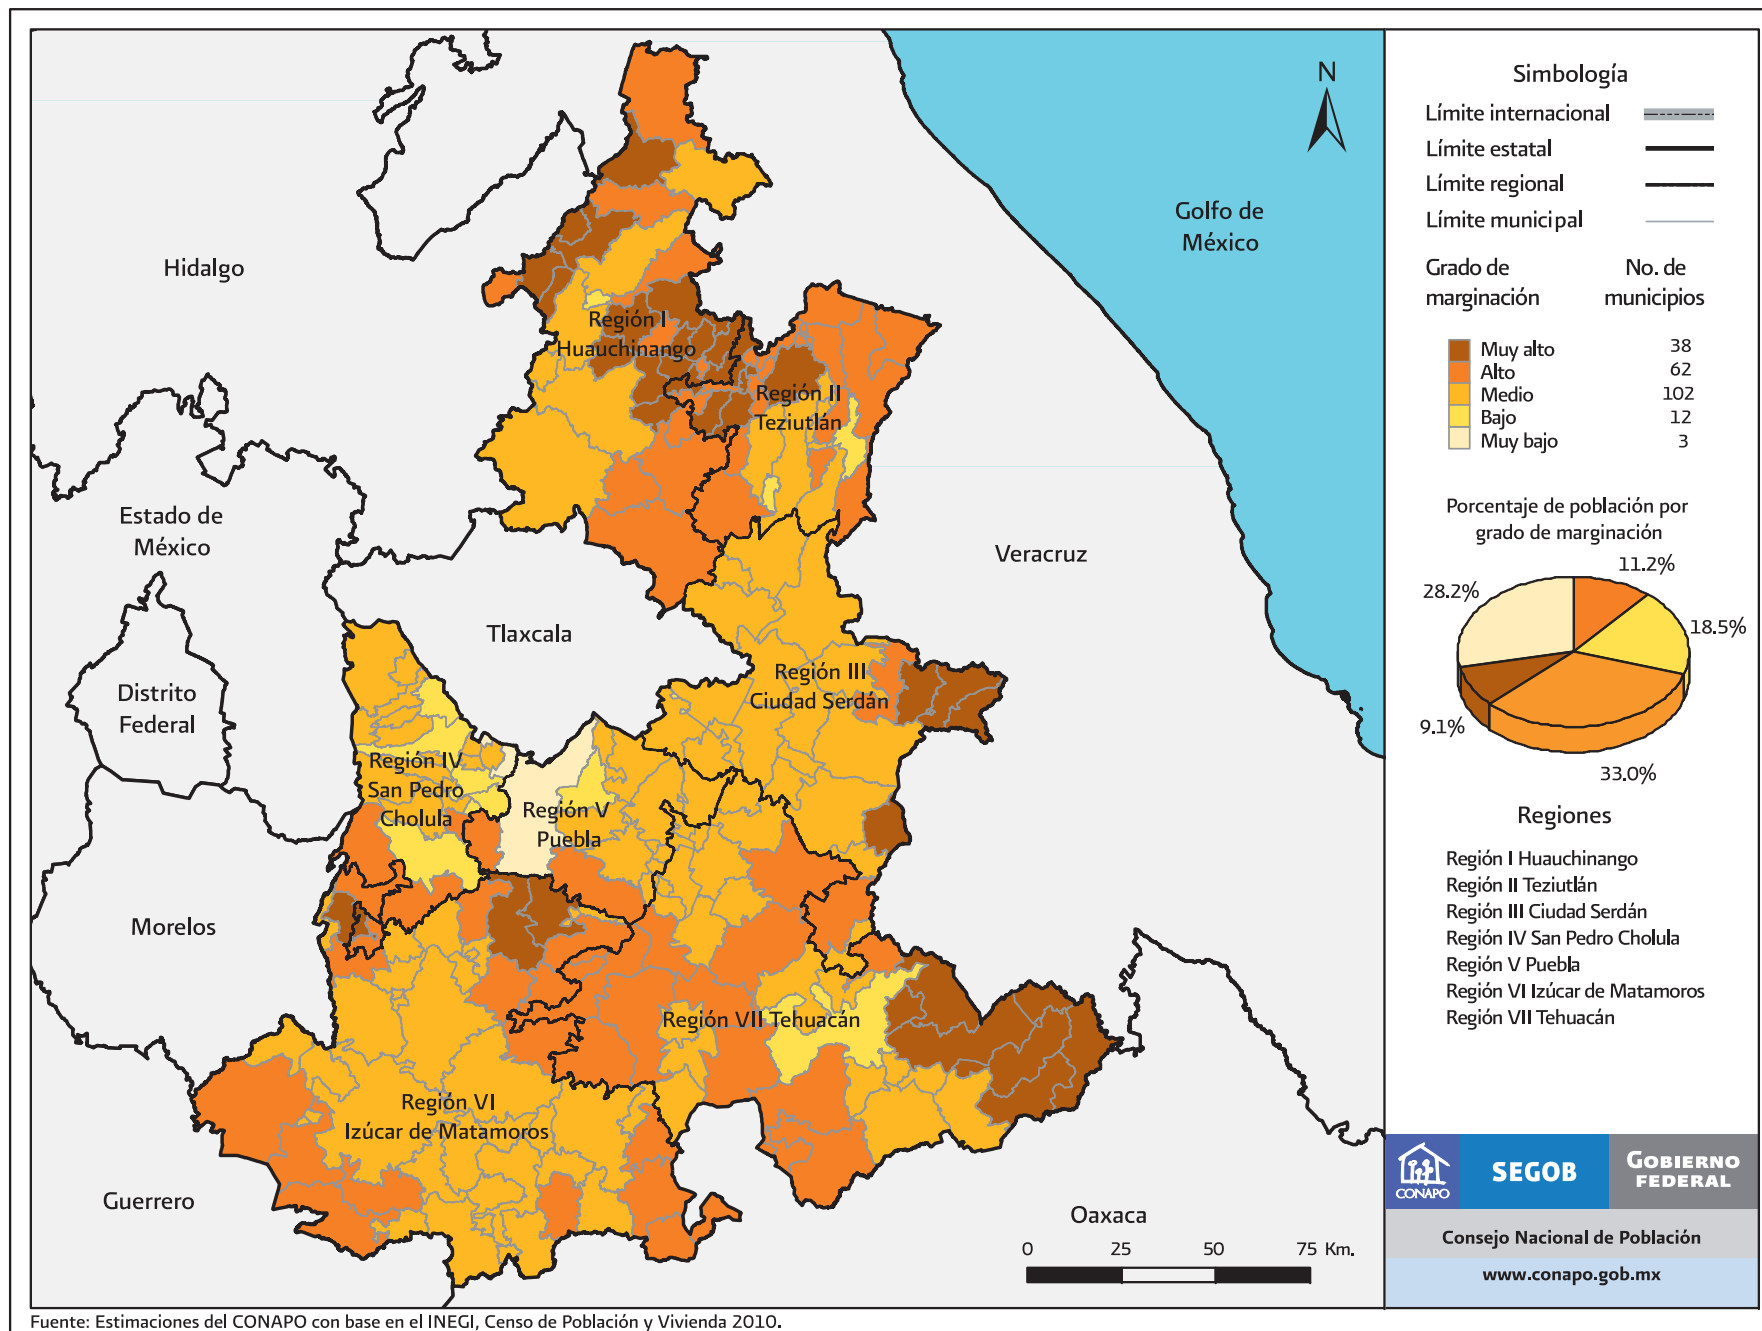 Hidalgo
Estado de
México
Distrito
Federal
Morelos
Guerrero
Tlaxcala
Golfo de
México
Veracruz
Oaxaca
N
Región I
Huauchinango
Región II
Teziutlán
Región III
Ciudad Serdán
Región IV
San Pedro
Cholula
Región V
Puebla
Región VII Tehuacán
Región VI
Izúcar de Matamoros
0 25 50 75 Km.
Simbología
Límite internacional
Límite estatal
Límite regional
Límite municipal
Grado de
marginación
No. de
municipios
Muy alto 38
Alto 62
Medio 102
Bajo 12
Muy bajo 3
Porcentaje de población por
grado de marginación
11.2%
28.2%
18.5%
9.1%
33.0%
Regiones
Región I Huauchinango
Región II Teziutlán
Región III Ciudad Serdán
Región IV San Pedro Cholula
Región V Puebla
Región VI Izúcar de Matamoros
Región VII Tehuacán
CONAPO
SEGOB
GOBIERNO
FEDERAL
Consejo Nacional de Población
www.conapo.gob.mx
Fuente: Estimaciones del CONAPO con base en el INEGI, Censo de Población y Vivienda 2010.